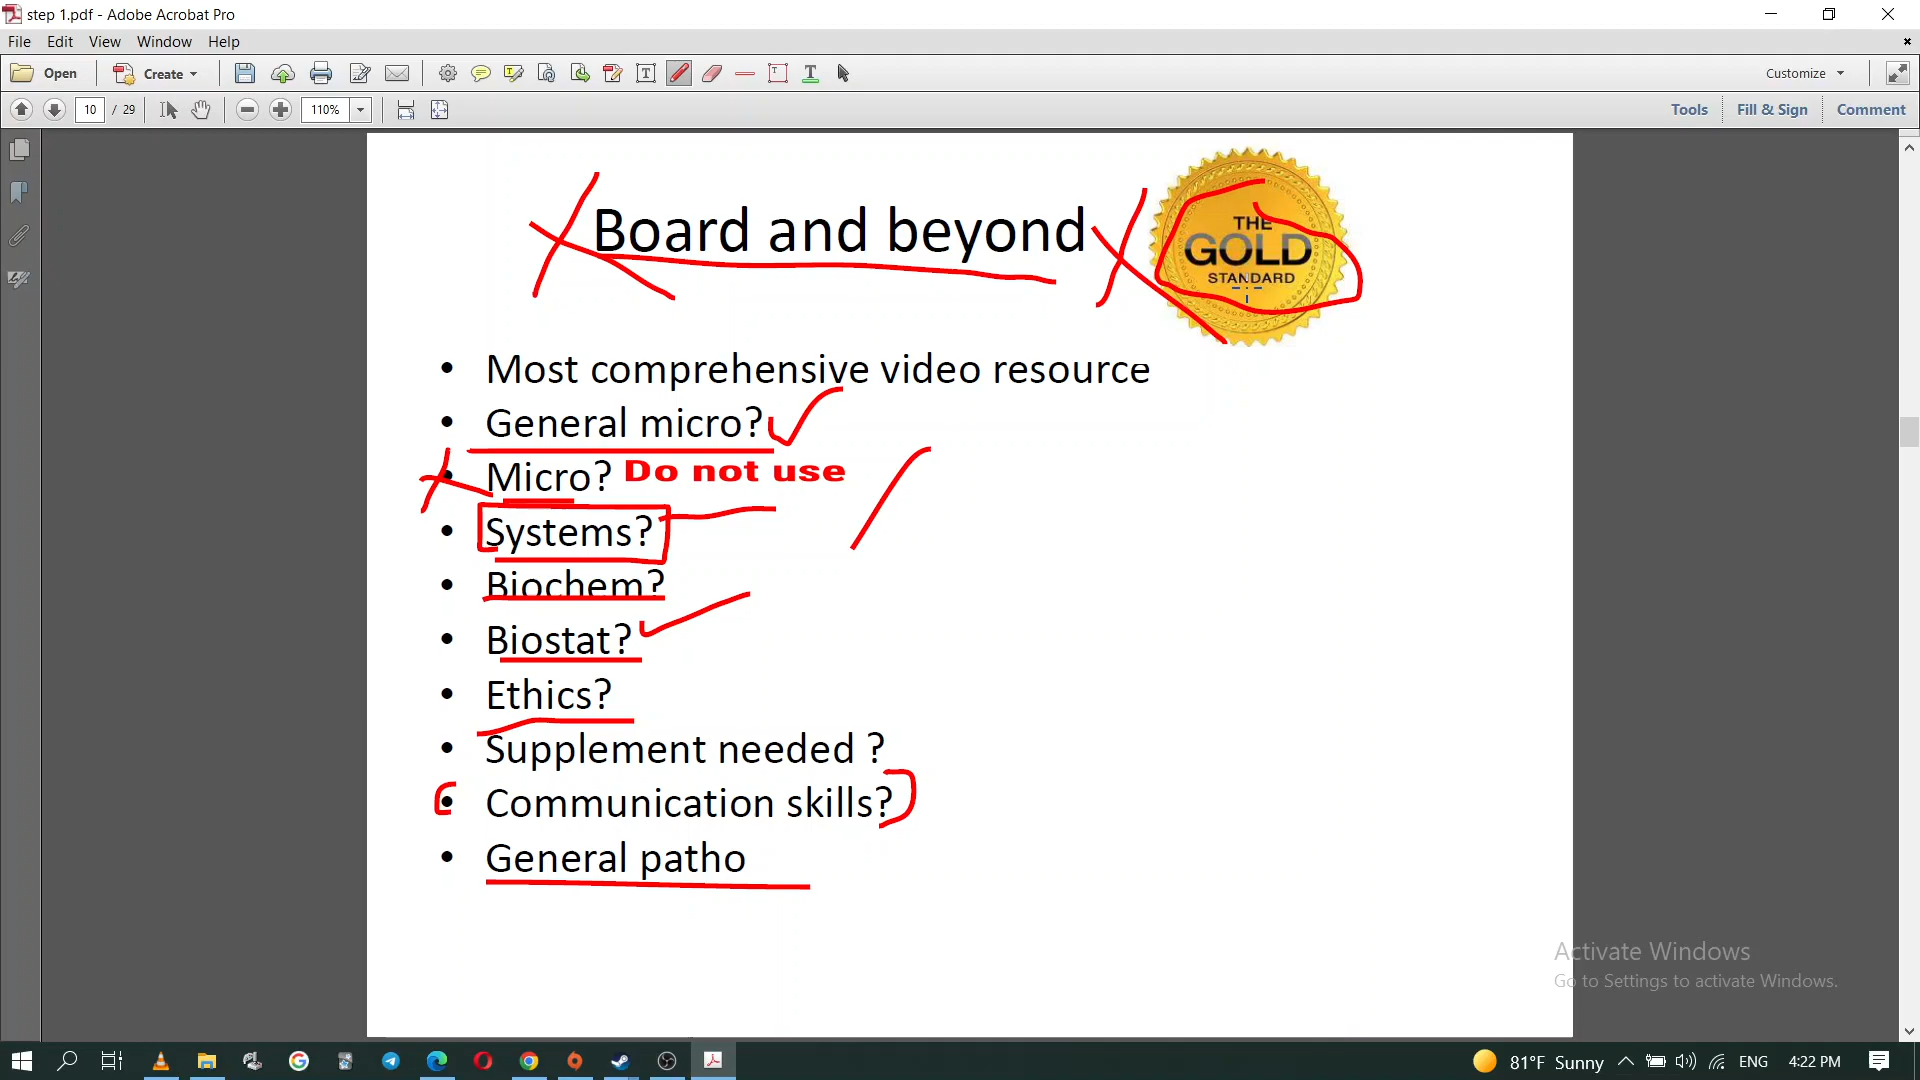 step 1.pdf - Adobe Acrobat Pro
File Edit View Window Help
Open Create Customize
10 / 29 110% Tools Fill & Sign Comment
Board and beyond
THE
GOLD
STANDARD
• Most comprehensive video resource
• General micro?
• Micro? Do not use
• Systems?
• Biochem?
• Biostat?
• Ethics?
• Supplement needed ?
• Communication skills?
• General patho
Activate Windows
Go to Settings to activate Windows.
81°F Sunny ENG 4:22 PM